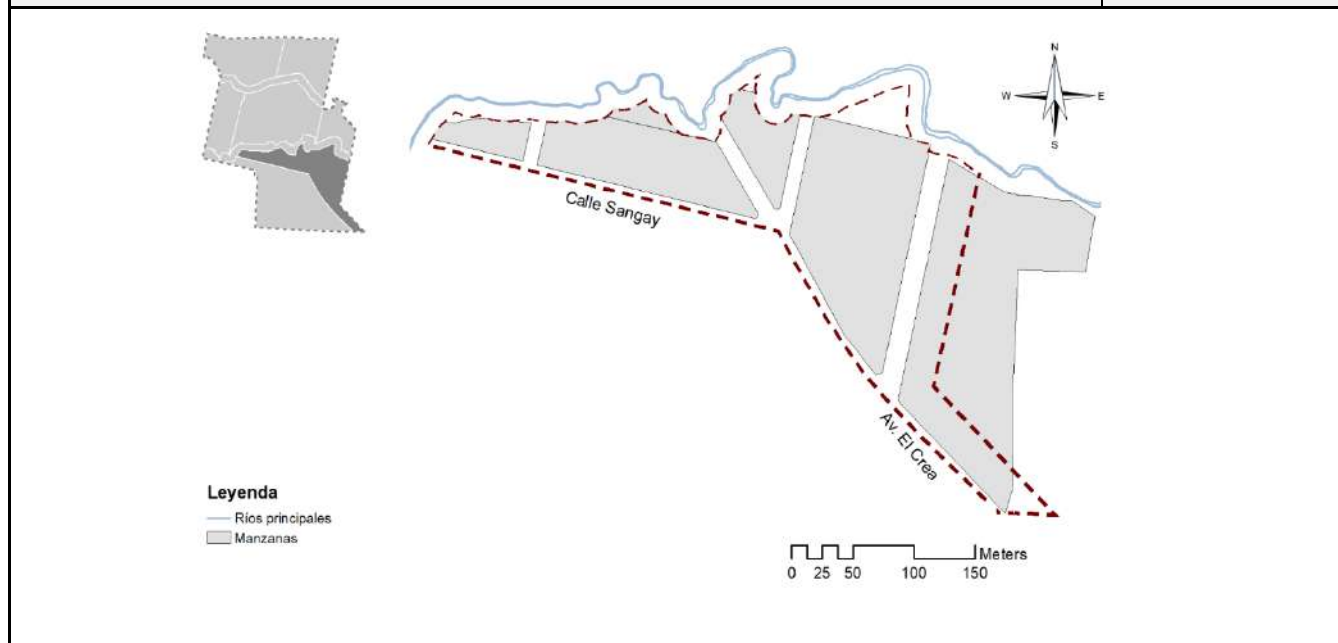 N
W E
S
Calle Sangay
Av. El Crea
Leyenda
Ríos principales
Manzanas
Meters
0 25 50 100 150